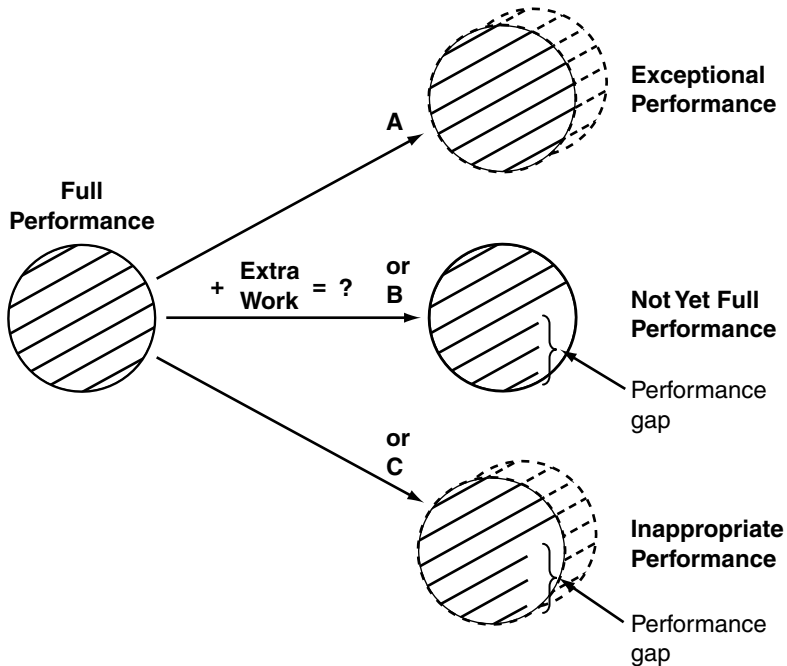 Exceptional
Performance
A
Full
Performance
+ Extra Work = ?
or
B
Not Yet Full
Performance
Performance
gap
or
C
Inappropriate
Performance
Performance
gap